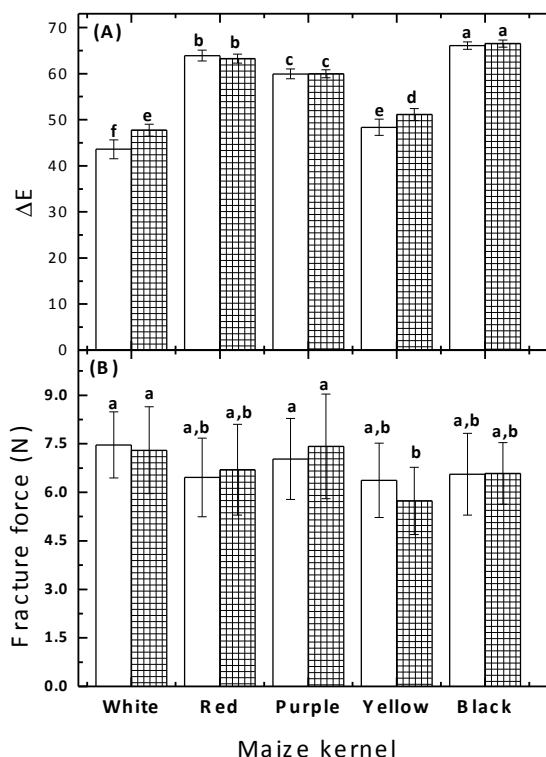 (A)
70
60
50
40
30
20
10
0
ΔE
f e b b c c e d a a
(B)
9.0
7.5
6.0
4.5
3.0
1.5
0.0
Fracture force (N)
a a a,b a,b a a a,b b a,b a,b
White Red Purple Yellow Black
Maize kernel